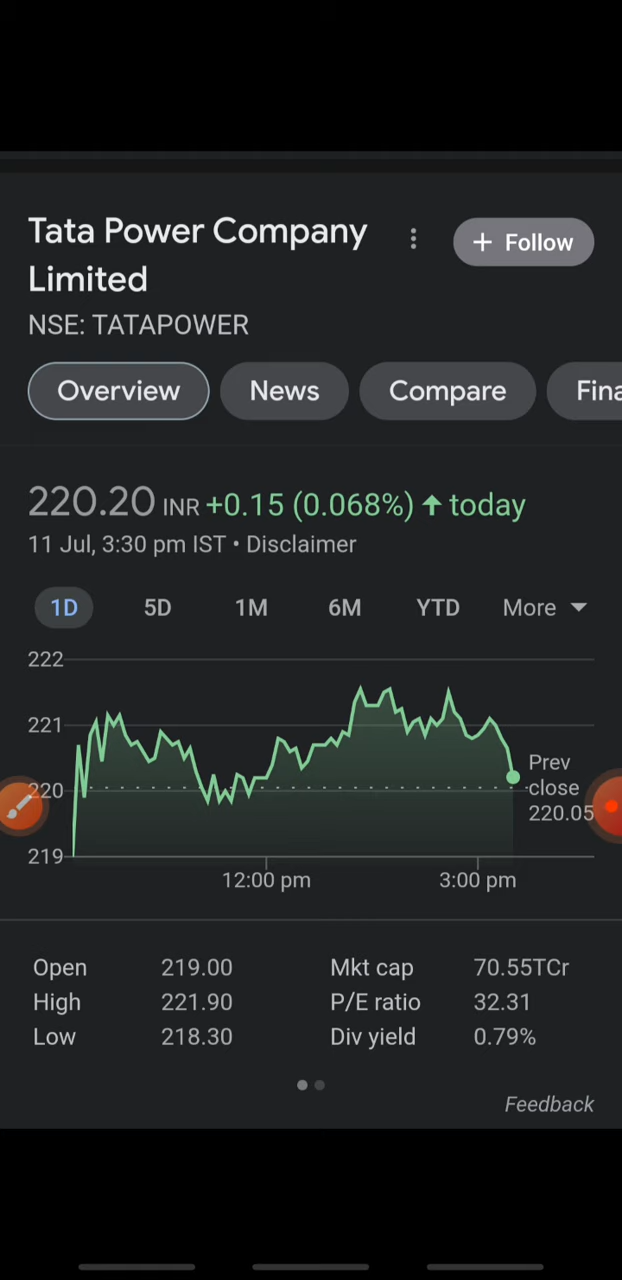 Tata Power Company
Limited
+ Follow
NSE: TATAPOWER
Overview
News
Compare
Fina
220.20 INR +0.15 (0.068%) ↑ today
11 Jul, 3:30 pm IST • Disclaimer
1D 5D 1M 6M YTD More
222
221
220
219
Prev
close
220.05
12:00 pm 3:00 pm
Open 219.00 Mkt cap 70.55TCr
High 221.90 P/E ratio 32.31
Low 218.30 Div yield 0.79%
Feedback